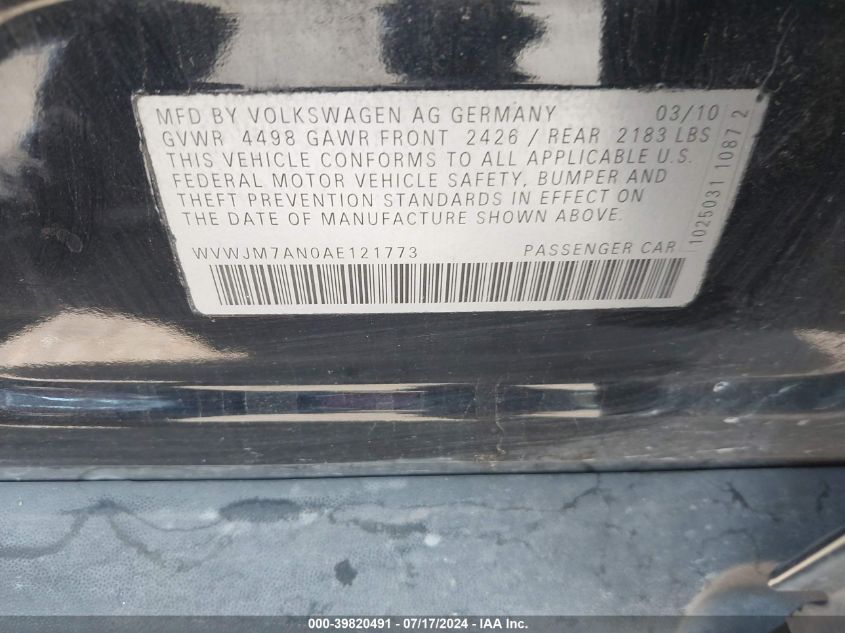 MFD BY VOLKSWAGEN AG GERMANY 03/10
GVWR 4498 GAWR FRONT 2426 / REAR 2183 LBS
THIS VEHICLE CONFORMS TO ALL APPLICABLE U.S.
FEDERAL MOTOR VEHICLE SAFETY, BUMPER AND
THEFT PREVENTION STANDARDS IN EFFECT ON
THE DATE OF MANUFACTURE SHOWN ABOVE.
WVWJM7AN0AE121773 PASSENGER CAR
1025031 1087 2
000-39820491 - 07/17/2024 - IAA Inc.